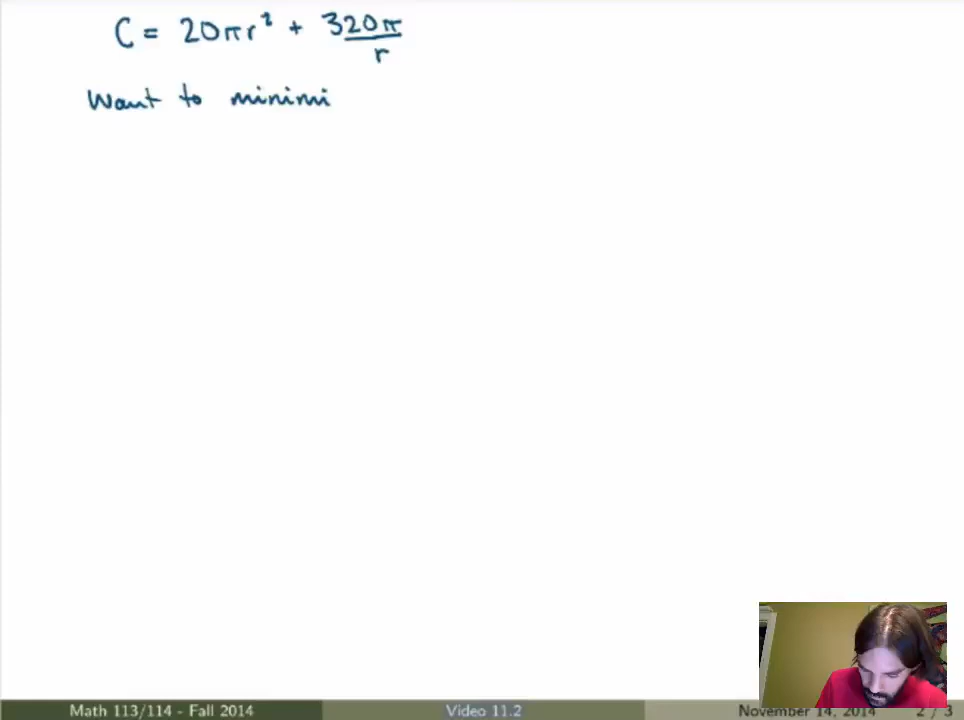 C = 20πr² + 320π/r
Want to minimi
Math 113/114 - Fall 2014 Video 11.2 November 14, 2014 2 / 3